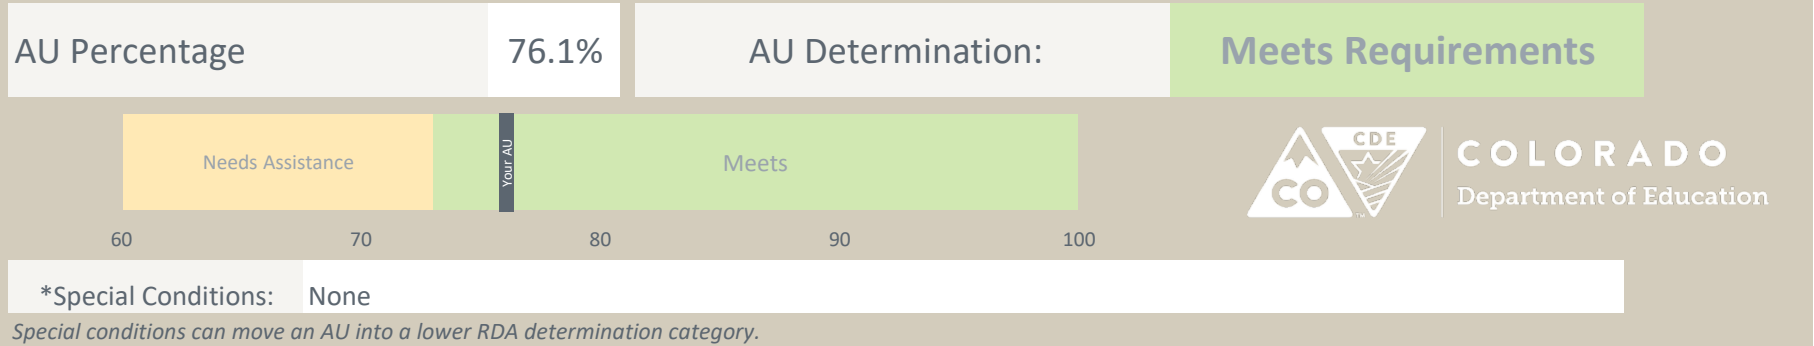 AU Percentage 76.1% AU Determination: Meets Requirements
Needs Assistance Your AU Meets
CDE
CO
™
COLORADO
Department of Education
60 70 80 90 100
*Special Conditions: None
Special conditions can move an AU into a lower RDA determination category.